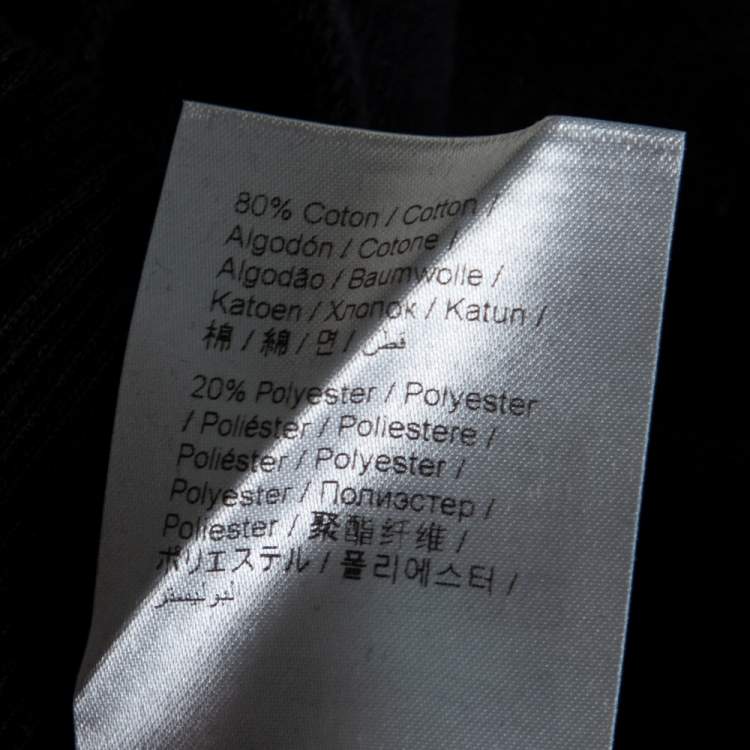 80% Coton / Cotton /
Algodón / Cotone /
Algodão / Baumwolle /
Katoen / Хлопок / Katun /
棉 / 綿 / 면 /
20% Polyester / Polyester
/ Poliéster / Poliestere /
Poliéster / Polyester /
Polyester / Полиэстер /
Poliester / 聚酯纤维 /
ポリエステル / 폴리에스터 /